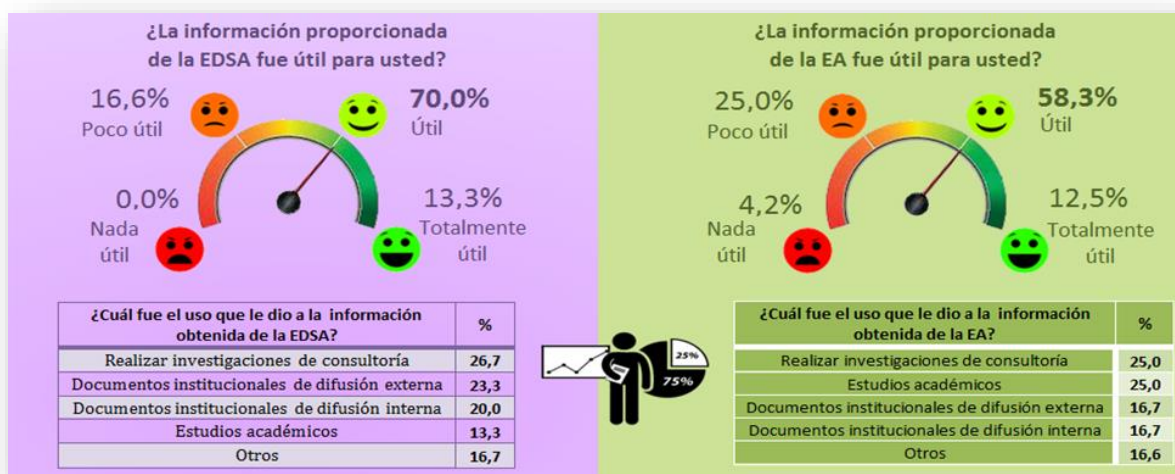 ¿La información proporcionada
de la EDSA fue útil para usted?
16,6%
Poco útil
70,0%
Útil
0,0%
Nada
útil
13,3%
Totalmente
útil
¿Cuál fue el uso que le dio a la información
obtenida de la EDSA?
%
Realizar investigaciones de consultoría 26,7
Documentos institucionales de difusión externa 23,3
Documentos institucionales de difusión interna 20,0
Estudios académicos 13,3
Otros 16,7
25%
75%
¿La información proporcionada
de la EA fue útil para usted?
25,0%
Poco útil
58,3%
Útil
4,2%
Nada
útil
12,5%
Totalmente
útil
¿Cuál fue el uso que le dio a la información
obtenida de la EA?
%
Realizar investigaciones de consultoría 25,0
Estudios académicos 25,0
Documentos institucionales de difusión externa 16,7
Documentos institucionales de difusión interna 16,7
Otros 16,6